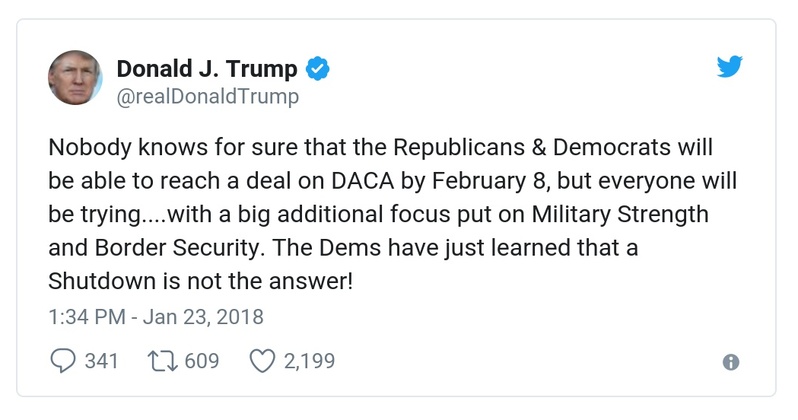 Donald J. Trump
@realDonaldTrump
Nobody knows for sure that the Republicans & Democrats will
be able to reach a deal on DACA by February 8, but everyone will
be trying....with a big additional focus put on Military Strength
and Border Security. The Dems have just learned that a
Shutdown is not the answer!
1:34 PM - Jan 23, 2018
341 609 2,199